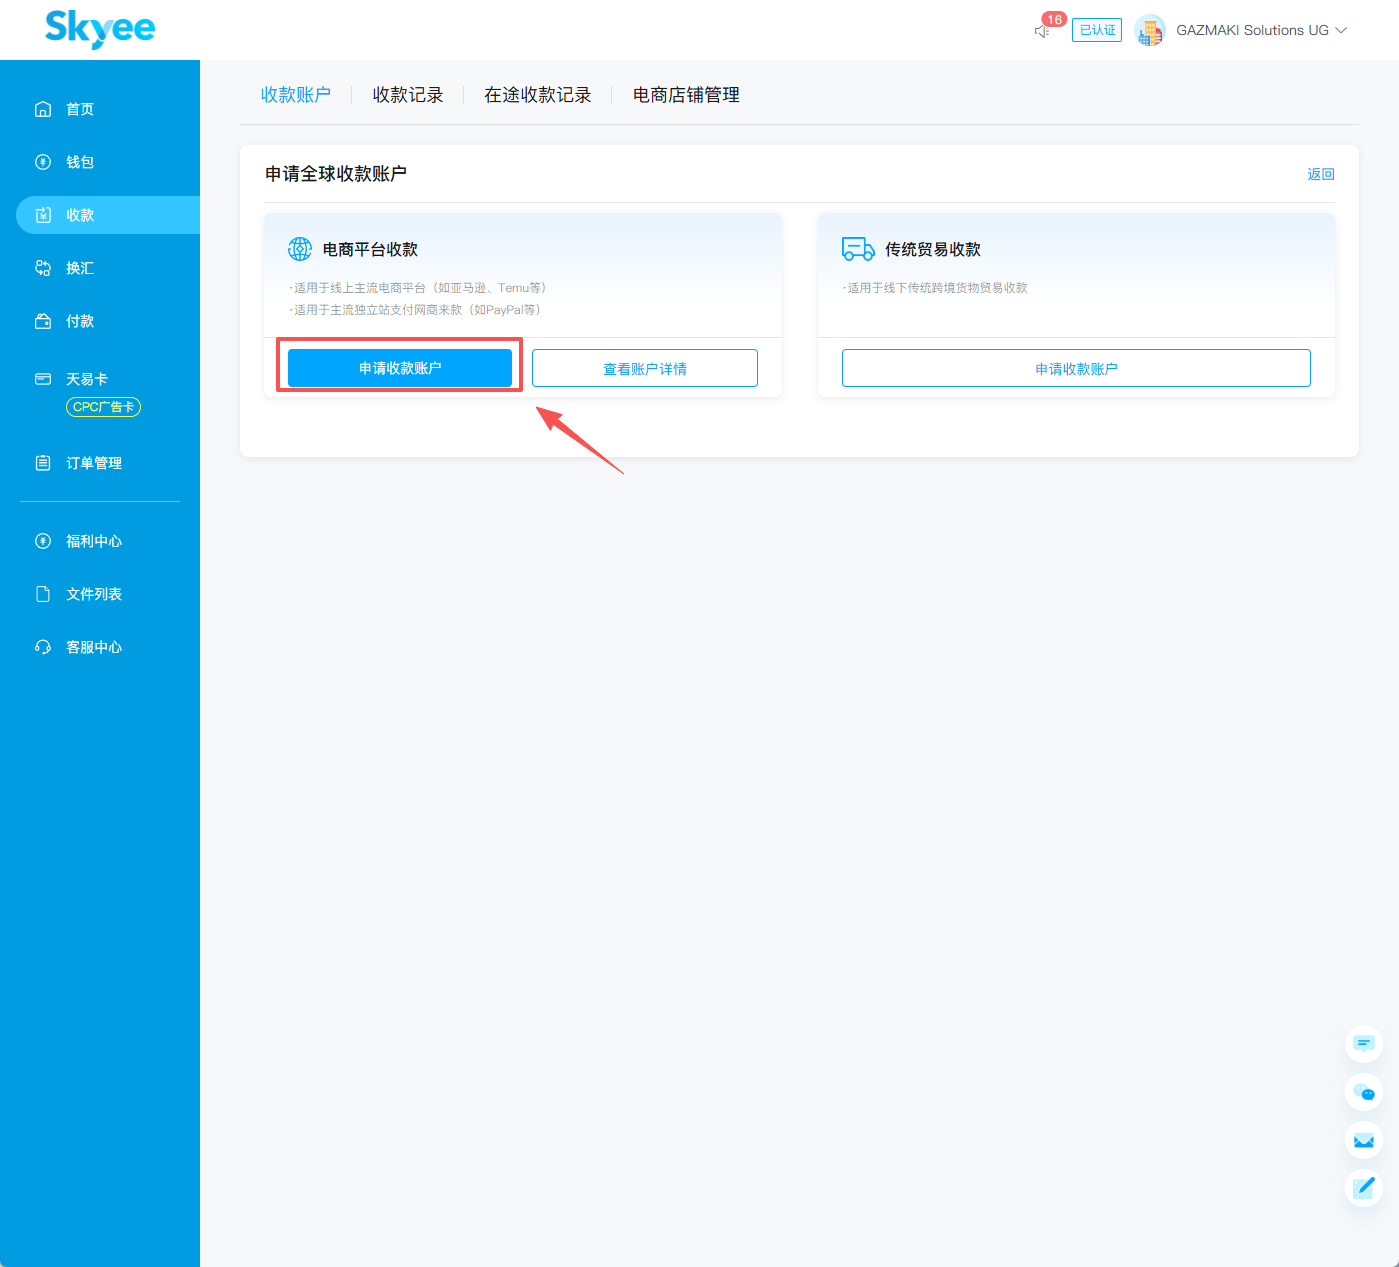 Skyee
16
已认证
GAZMAKI Solutions UG
首页
钱包
收款
换汇
付款
天易卡
CPC广告卡
订单管理
福利中心
文件列表
客服中心
收款账户
收款记录
在途收款记录
电商店铺管理
申请全球收款账户
返回
电商平台收款
·适用于线上主流电商平台（如亚马逊、Temu等）
·适用于主流独立站支付网商来款（如PayPal等）
申请收款账户
查看账户详情
传统贸易收款
·适用于线下传统跨境货物贸易收款
申请收款账户